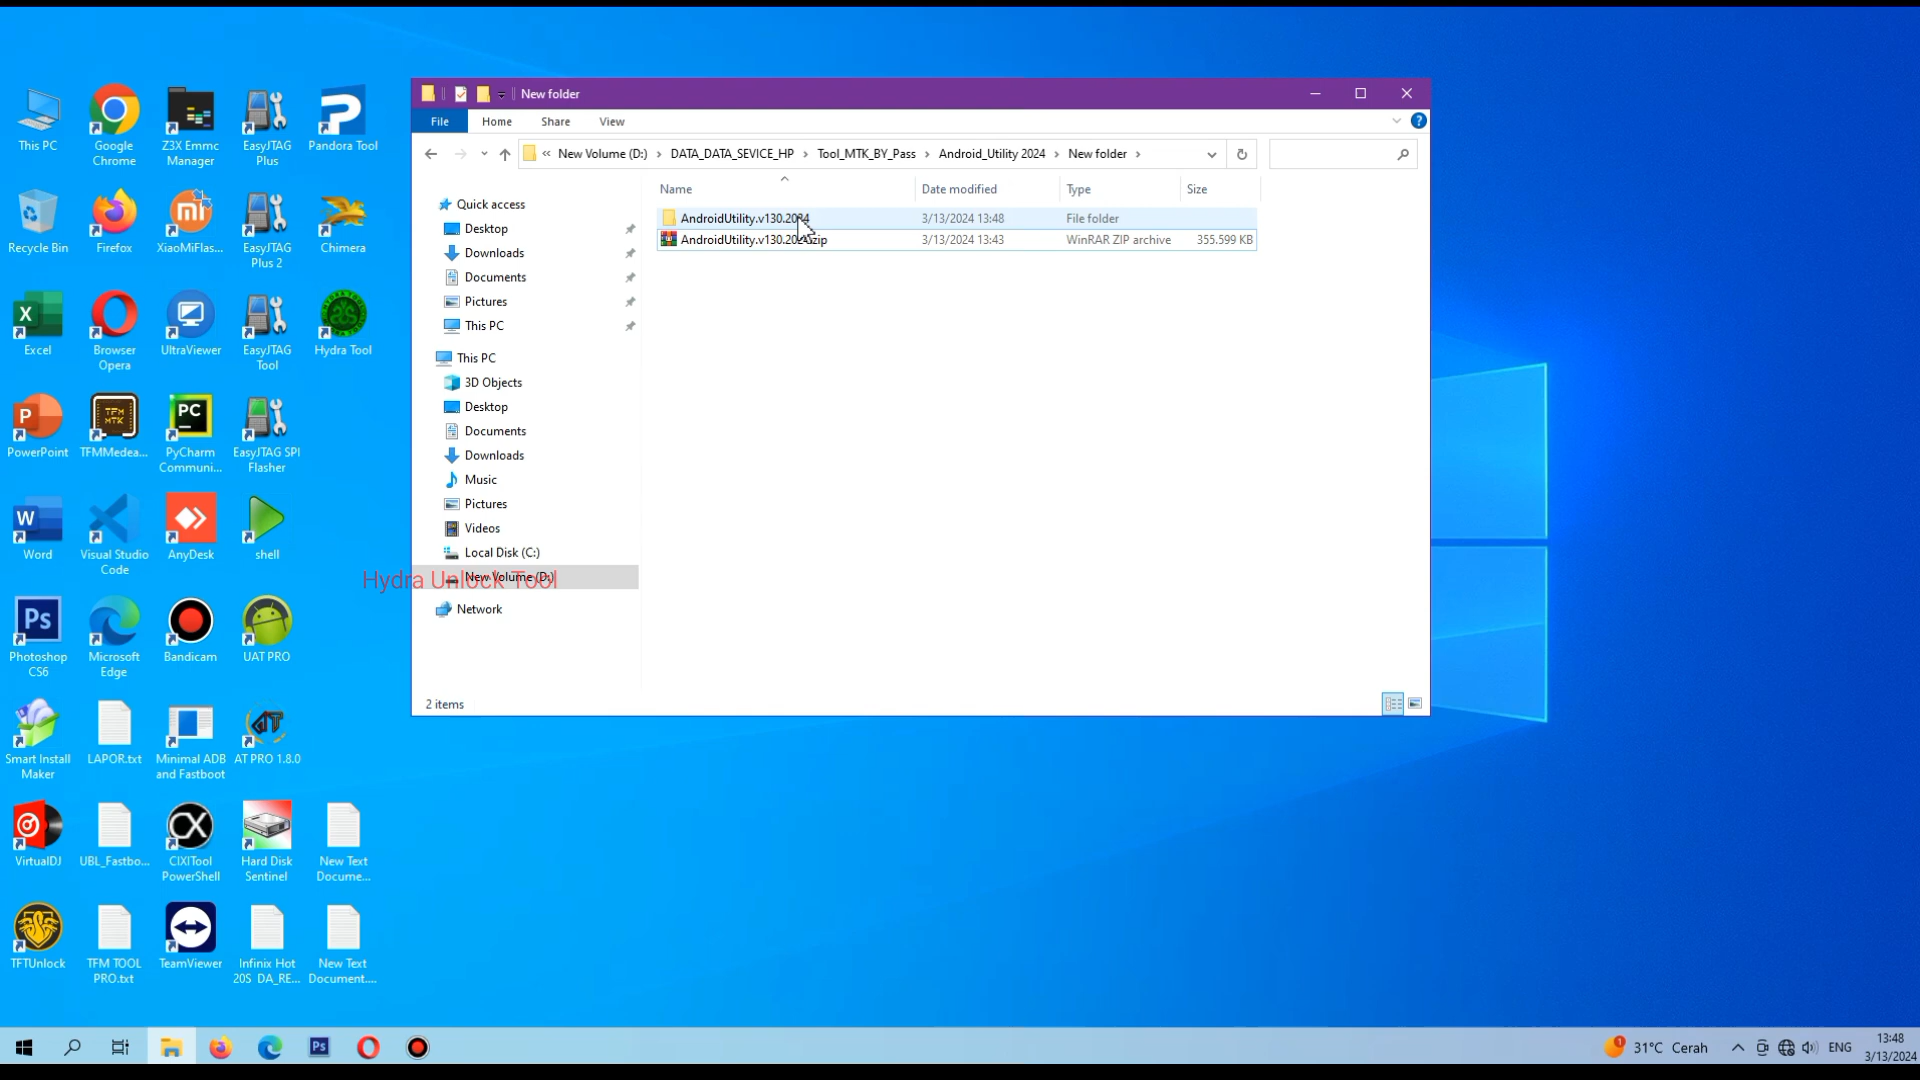 This PC
Google
Chrome
Z3X Emmc
Manager
EasyJTAG
Plus
Pandora Tool
Recycle Bin
Firefox
XiaoMiFlas...
EasyJTAG
Plus 2
Chimera
Excel
Browser
Opera
UltraViewer
EasyJTAG
Tool
Hydra Tool
PowerPoint
TFMMedea...
PyCharm
Communi...
EasyJTAG SPI
Flasher
Word
Visual Studio
Code
AnyDesk
shell
Photoshop
CS6
Microsoft
Edge
Bandicam
UAT PRO
Smart Install
Maker
LAPOR.txt
Minimal ADB
and Fastboot
AT PRO 1.8.0
VirtualDJ
UBL_Fastbo...
CIXITool
PowerShell
Hard Disk
Sentinel
New Text
Docume...
TFTUnlock
TFM TOOL
PRO.txt
TeamViewer
Infinix Hot
20S DA_RE...
New Text
Document....
New folder
File Home Share View
« New Volume (D:) › DATA_DATA_SEVICE_HP › Tool_MTK_BY_Pass › Android_Utility 2024 › New folder ›
Name Date modified Type Size
AndroidUtility.v130.2024 3/13/2024 13:48 File folder
AndroidUtility.v130.2024.zip 3/13/2024 13:43 WinRAR ZIP archive 355.599 KB
Quick access
Desktop
Downloads
Documents
Pictures
This PC
This PC
3D Objects
Desktop
Documents
Downloads
Music
Pictures
Videos
Local Disk (C:)
New Volume (D:)
Hydra Unlock Tool
Network
2 items
31°C Cerah
ENG
13:48
3/13/2024